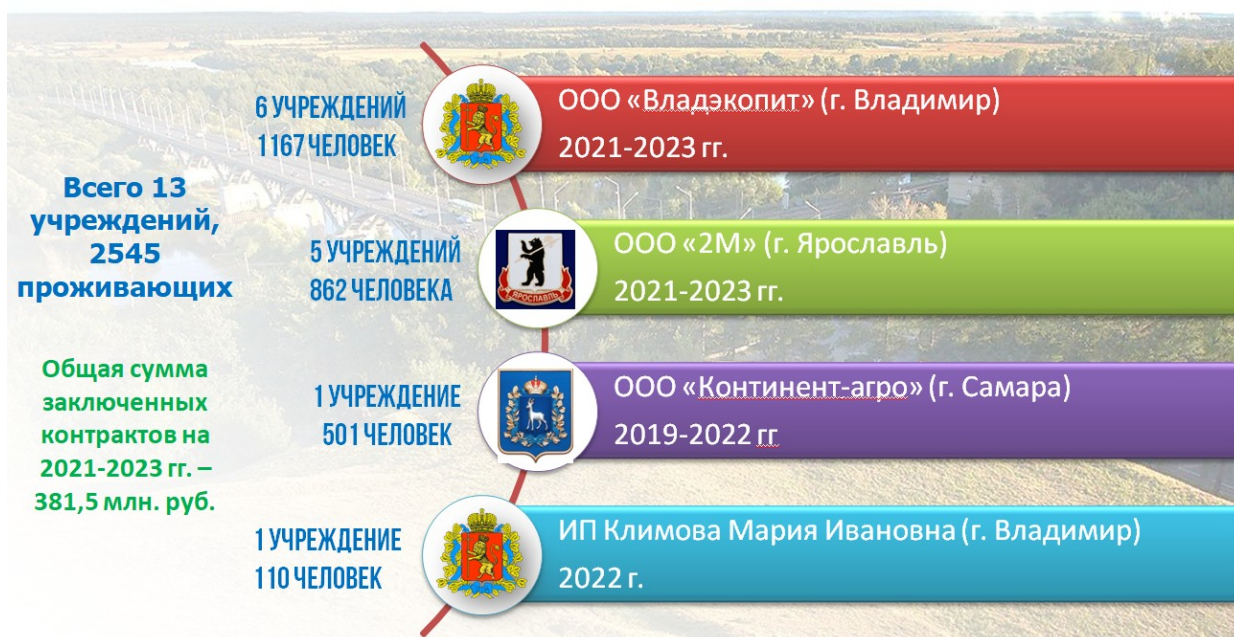 Всего 13
учреждений,
2545
проживающих
Общая сумма
заключенных
контрактов на
2021-2023 гг. –
381,5 млн. руб.
6 УЧРЕЖДЕНИЙ
1167 ЧЕЛОВЕК
ООО «Владэкопит» (г. Владимир)
2021-2023 гг.
5 УЧРЕЖДЕНИЙ
862 ЧЕЛОВЕКА
ЯРОСЛАВЛЬ
ООО «2М» (г. Ярославль)
2021-2023 гг.
1 УЧРЕЖДЕНИЕ
501 ЧЕЛОВЕК
ООО «Континент-агро» (г. Самара)
2019-2022 гг
1 УЧРЕЖДЕНИЕ
110 ЧЕЛОВЕК
ИП Климова Мария Ивановна (г. Владимир)
2022 г.